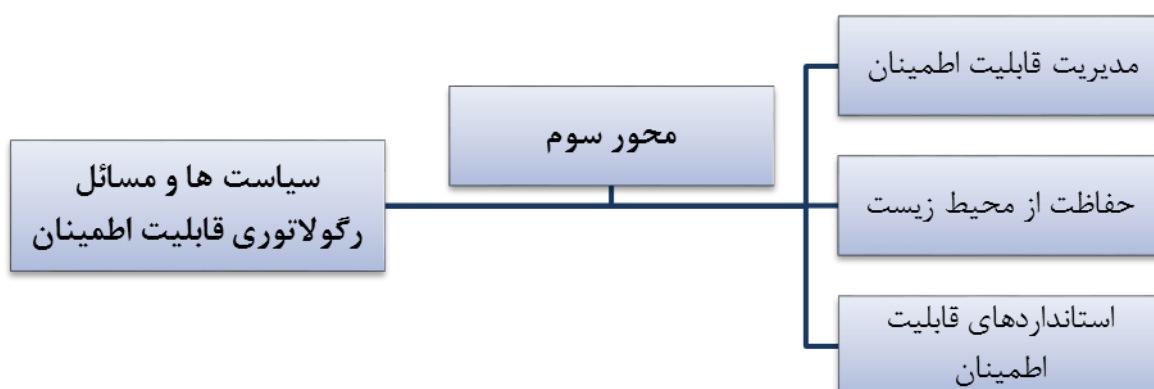 محور سوم
سیاست ها و مسائل
رگولاتوری قابلیت اطمینان
مدیریت قابلیت اطمینان
حفاظت از محیط زیست
استانداردهای قابلیت
اطمینان